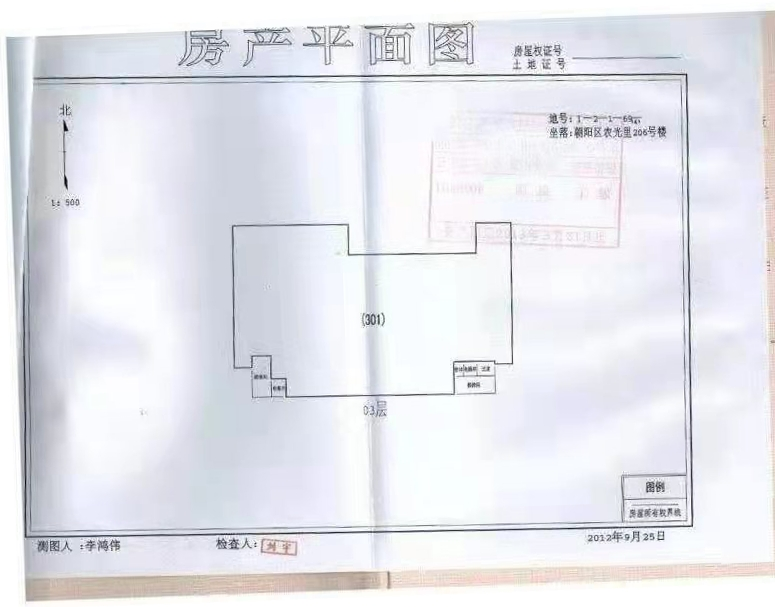 房产平面图
房屋权证号
土地证号
北
地号:1—2—1—69
坐落:朝阳区农光里206号楼
1:500
(301)
03层
图例
房屋所有权界线
测图人:李鸿伟
检查人:刘宇
2012年9月25日